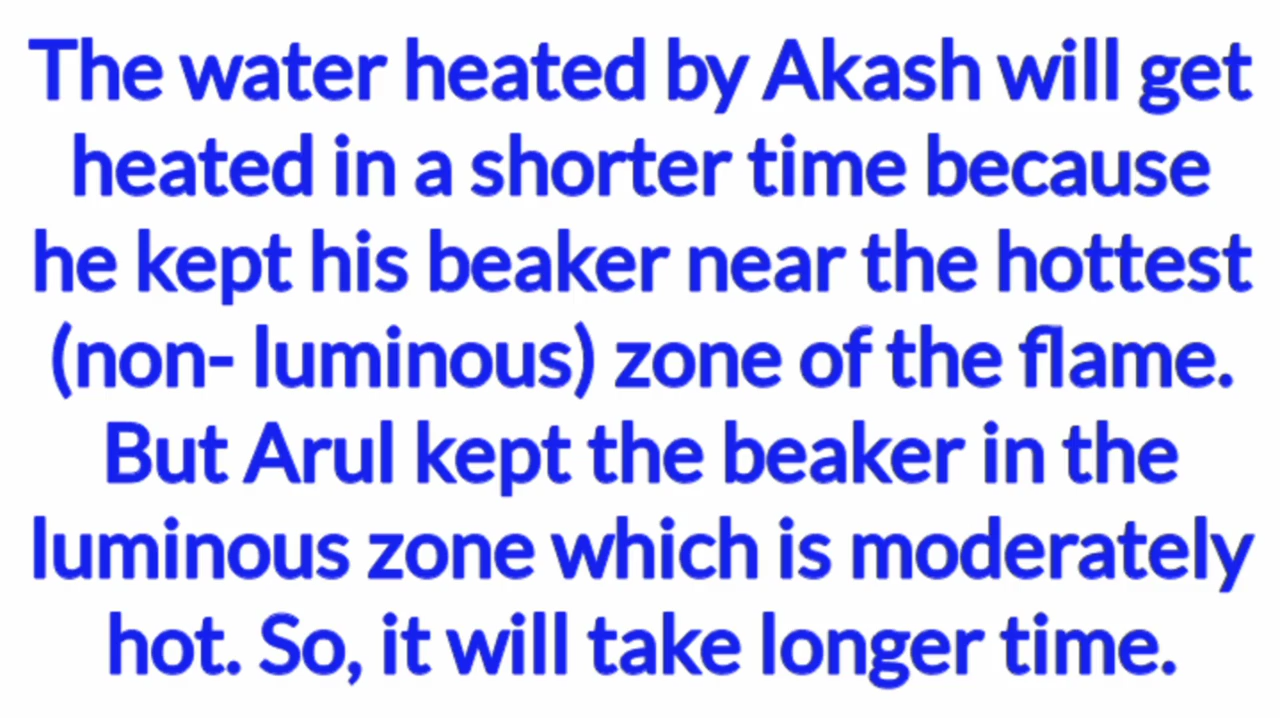 The water heated by Akash will get
heated in a shorter time because
he kept his beaker near the hottest
(non- luminous) zone of the flame.
But Arul kept the beaker in the
luminous zone which is moderately
hot. So, it will take longer time.